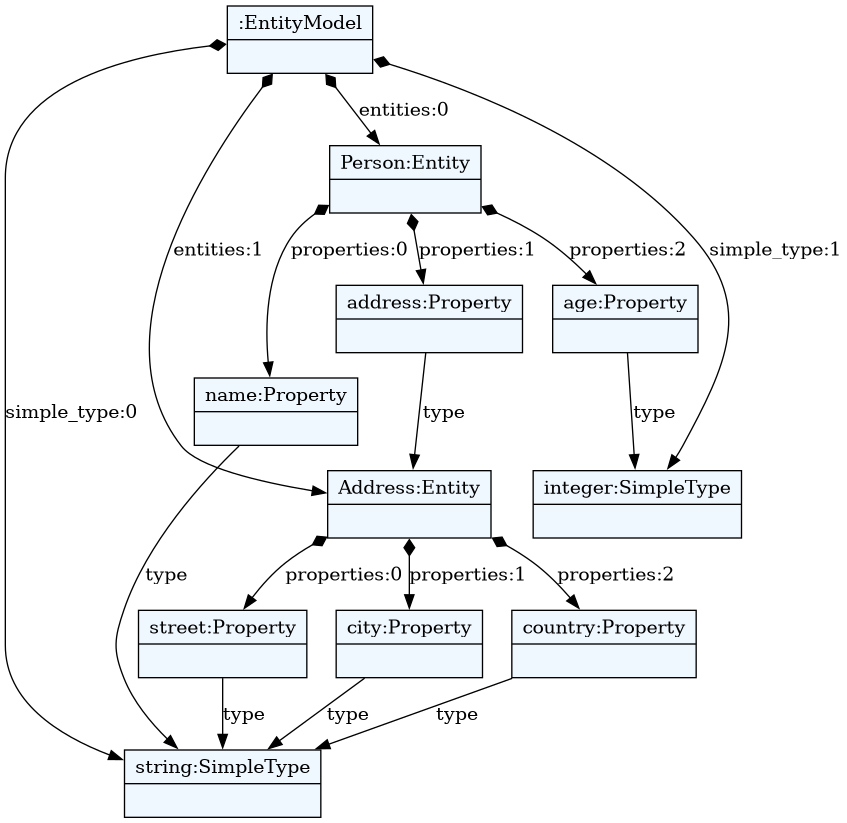 :EntityModel
entities:0
Person:Entity
entities:1
properties:0
properties:1
properties:2
simple_type:1
address:Property
age:Property
name:Property
simple_type:0
type
type
Address:Entity
integer:SimpleType
type
properties:0
properties:1
properties:2
street:Property
city:Property
country:Property
type
type
type
string:SimpleType